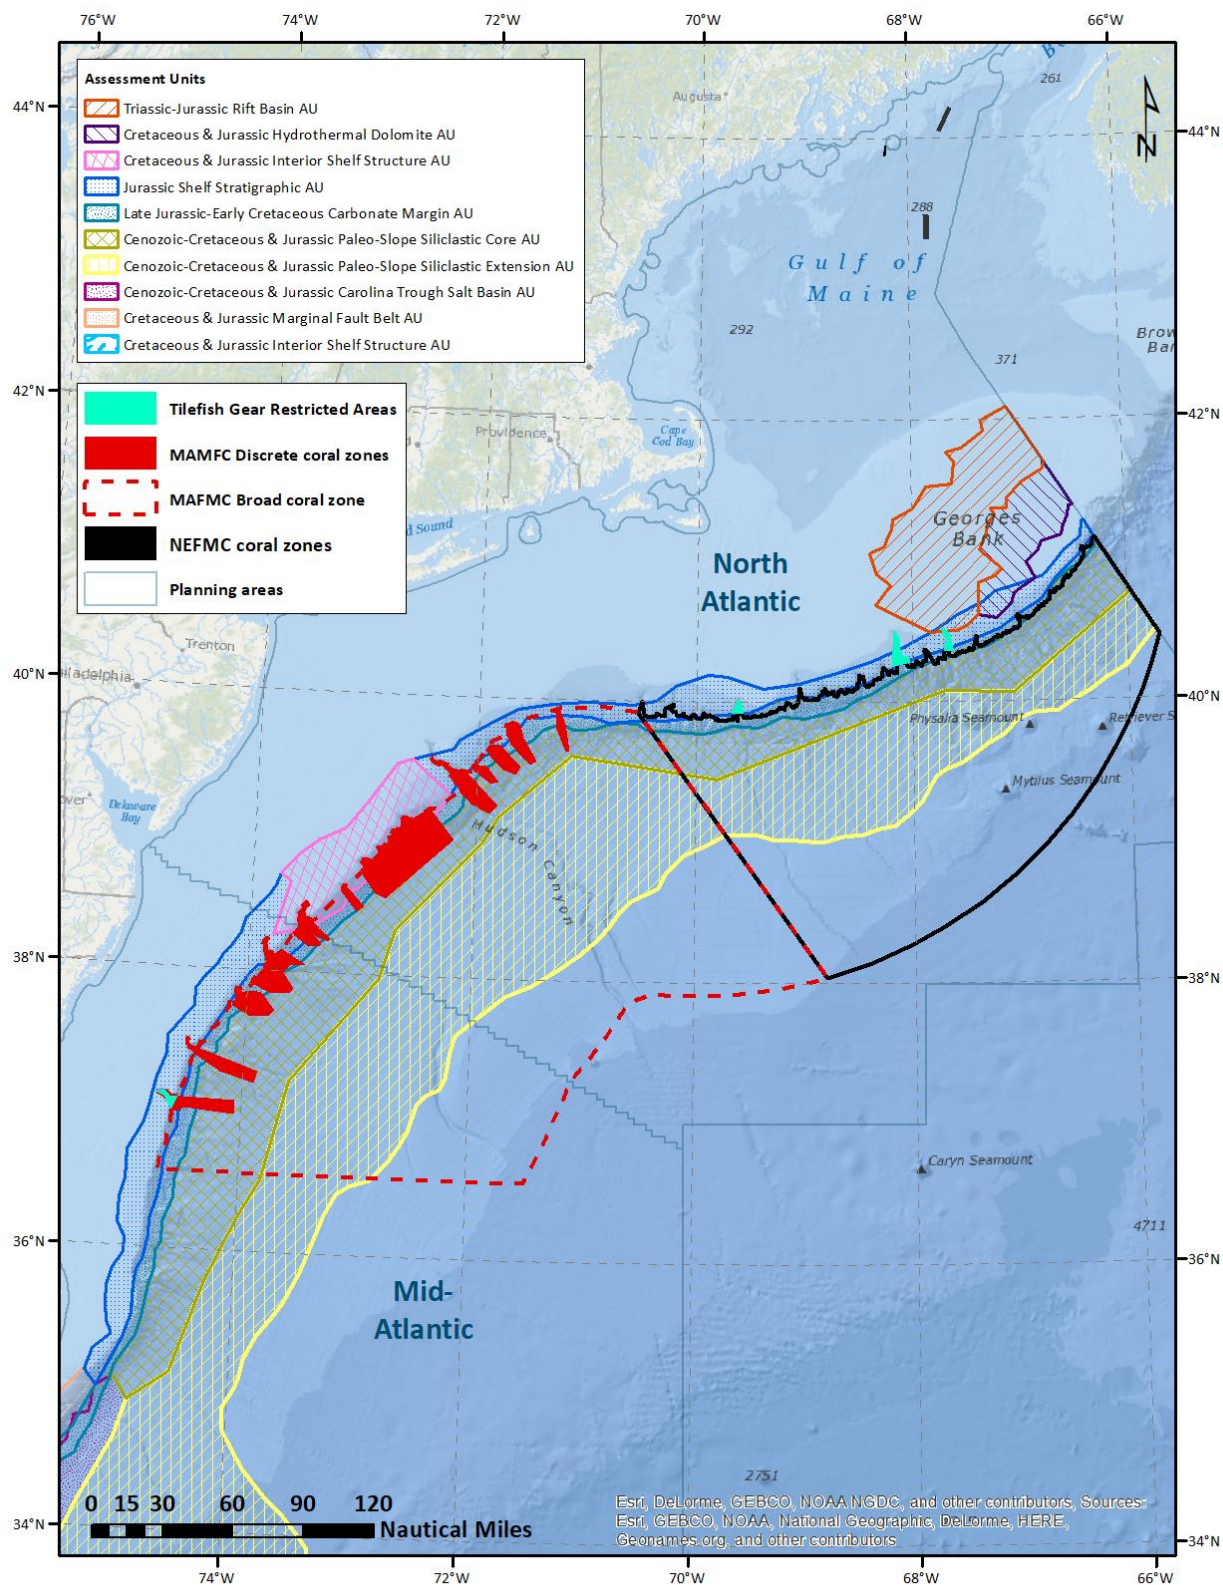 76°W 74°W 72°W 70°W 68°W 66°W
44°N
42°N
40°N
38°N
36°N
34°N
44°N
42°N
40°N
38°N
36°N
34°N
Assessment Units
Triassic-Jurassic Rift Basin AU
Cretaceous & Jurassic Hydrothermal Dolomite AU
Cretaceous & Jurassic Interior Shelf Structure AU
Jurassic Shelf Stratigraphic AU
Late Jurassic-Early Cretaceous Carbonate Margin AU
Cenozoic-Cretaceous & Jurassic Paleo-Slope Siliclastic Core AU
Cenozoic-Cretaceous & Jurassic Paleo-Slope Siliclastic Extension AU
Cenozoic-Cretaceous & Jurassic Carolina Trough Salt Basin AU
Cretaceous & Jurassic Marginal Fault Belt AU
Cretaceous & Jurassic Interior Shelf Structure AU
Tilefish Gear Restricted Areas
MAMFC Discrete coral zones
MAFMC Broad coral zone
NEFMC coral zones
Planning areas
Augusta
261
N
288
Gulf of
Maine
292
371
Brow
Ban
Providence
Cape
Cod Bay
d Sound
Georges
Bank
North
Atlantic
Trenton
iladelphia
Physalia Seamount
Retriever S
Mytilus Seamount
ver
Delaware
Bay
Hudson Canyon
Caryn Seamount
4711
Mid-
Atlantic
2751
0 15 30 60 90 120
Nautical Miles
Esri, DeLorme, GEBCO, NOAA NGDC, and other contributors, Sources:
Esri, GEBCO, NOAA, National Geographic, DeLorme, HERE,
Geonames.org, and other contributors
74°W 72°W 70°W 68°W 66°W